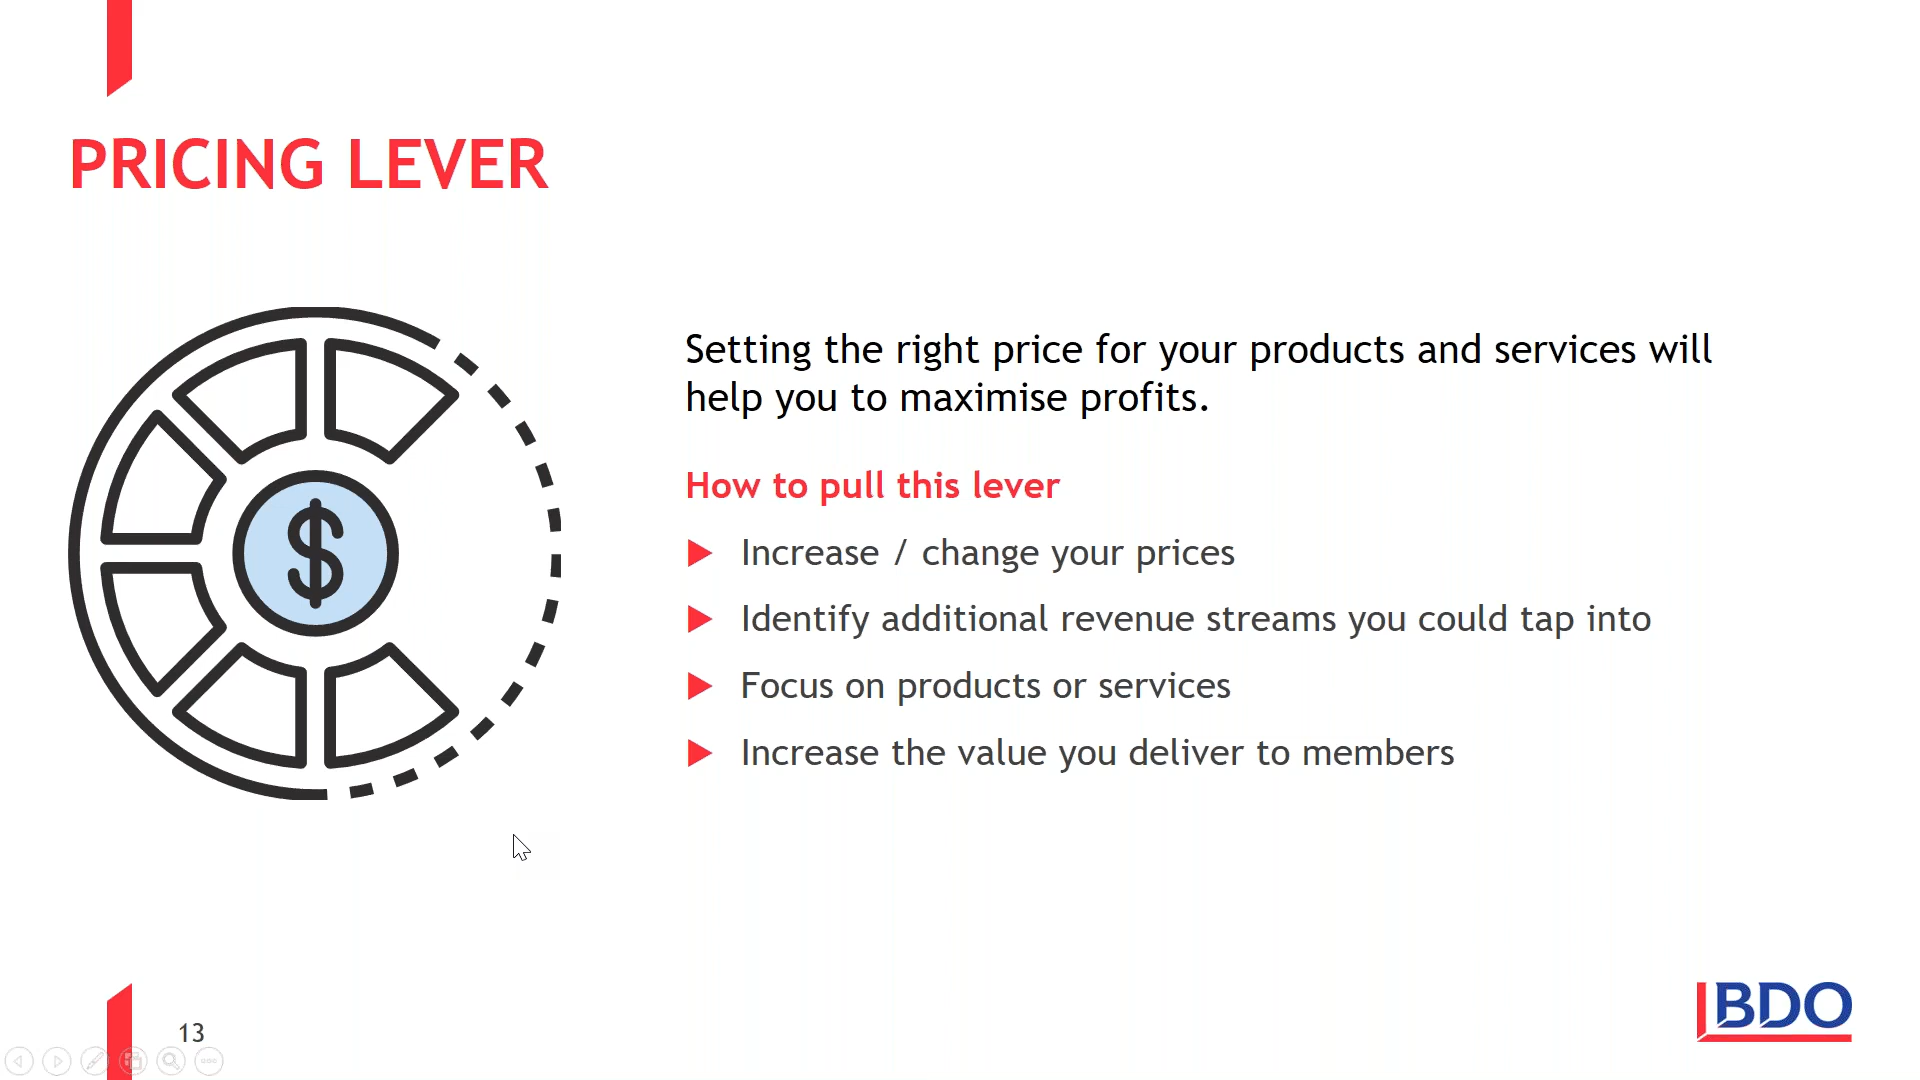 PRICING LEVER
$
Setting the right price for your products and services will
help you to maximise profits.
How to pull this lever
Increase / change your prices
Identify additional revenue streams you could tap into
Focus on products or services
Increase the value you deliver to members
13
BDO